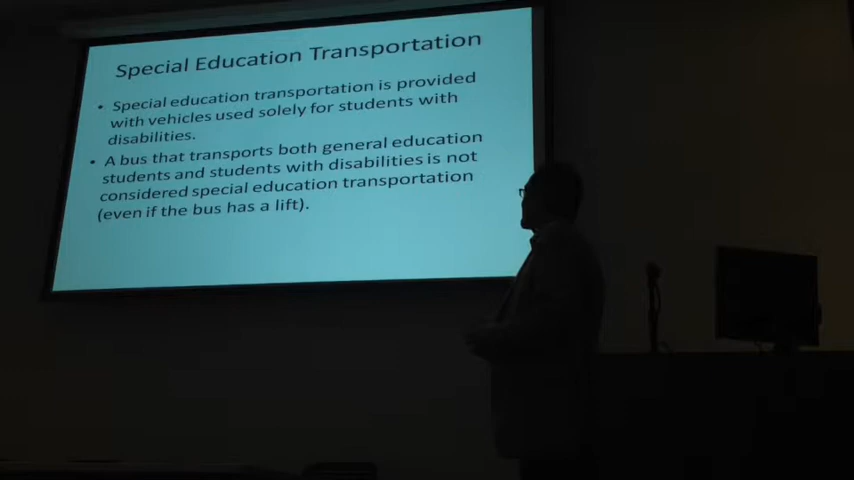 Special Education Transportation
• Special education transportation is provided
with vehicles used solely for students with
disabilities.
• A bus that transports both general education
students and students with disabilities is not
considered special education transportation
(even if the bus has a lift).